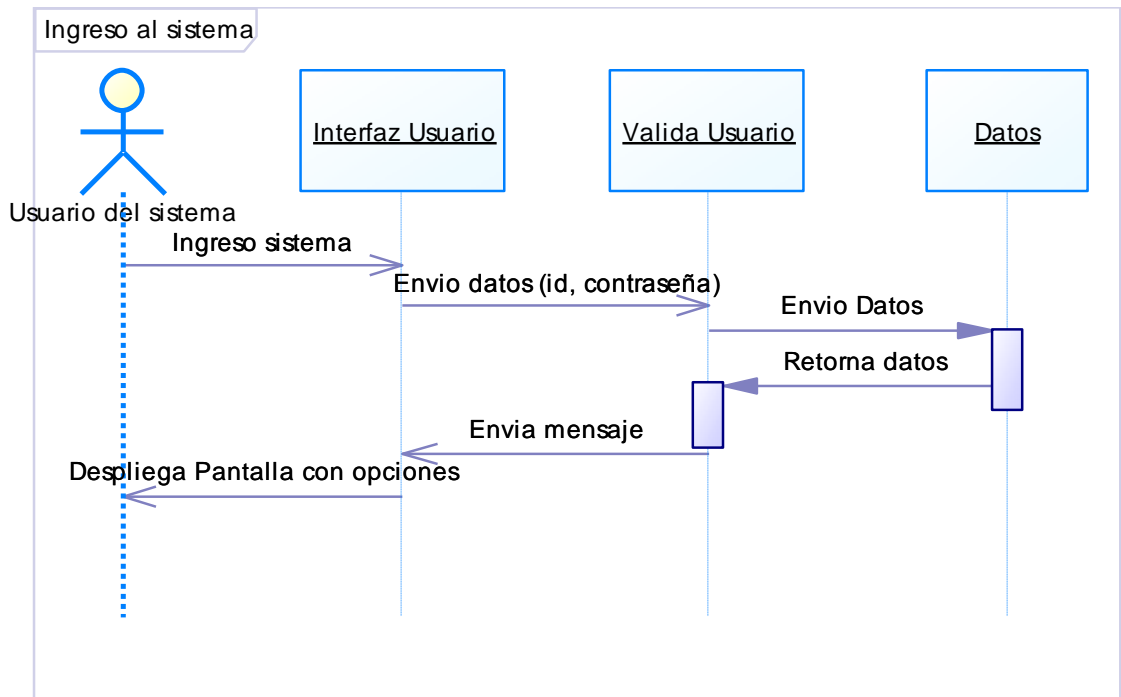 Ingreso al sistema
Interfaz Usuario
Valida Usuario
Datos
Usuario del sistema
Ingreso sistema
Envio datos (id, contraseña)
Envio Datos
Retorna datos
Envia mensaje
Despliega Pantalla con opciones